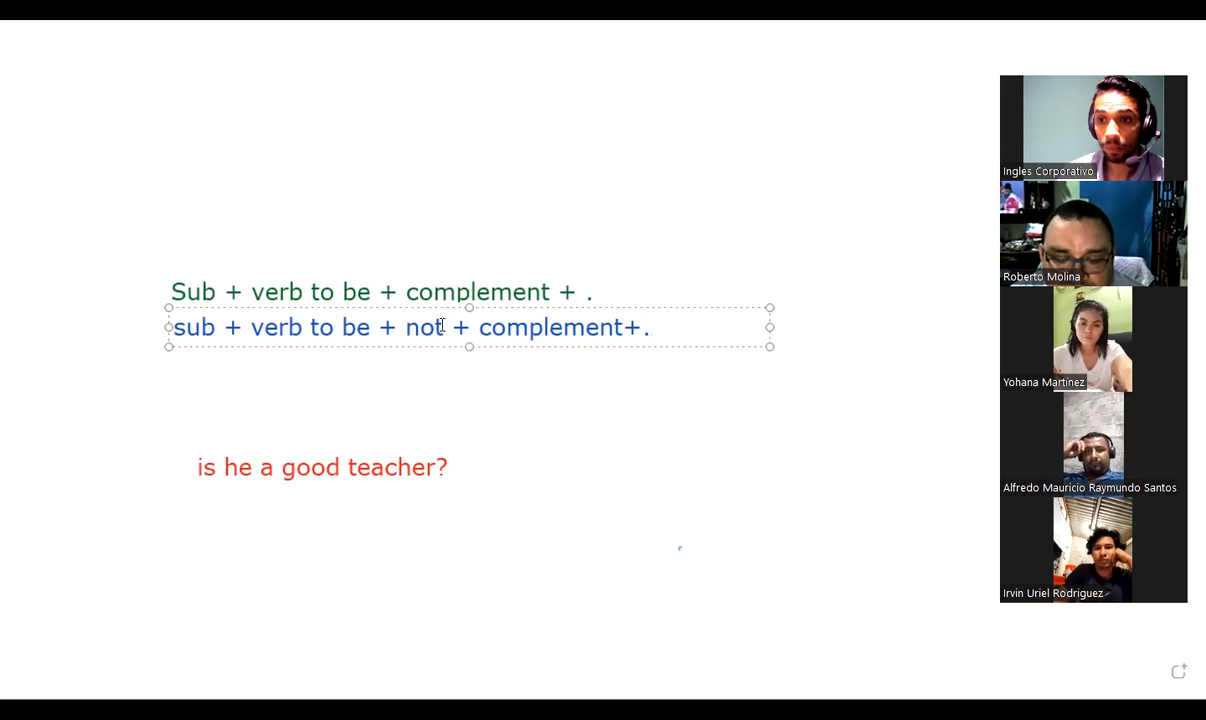 Sub + verb to be + complement + .
sub + verb to be + not + complement+.
is he a good teacher?
Ingles Corporativo
Roberto Molina
Yohana Martínez
Alfredo Mauricio Raymundo Santos
Irvin Uriel Rodriguez